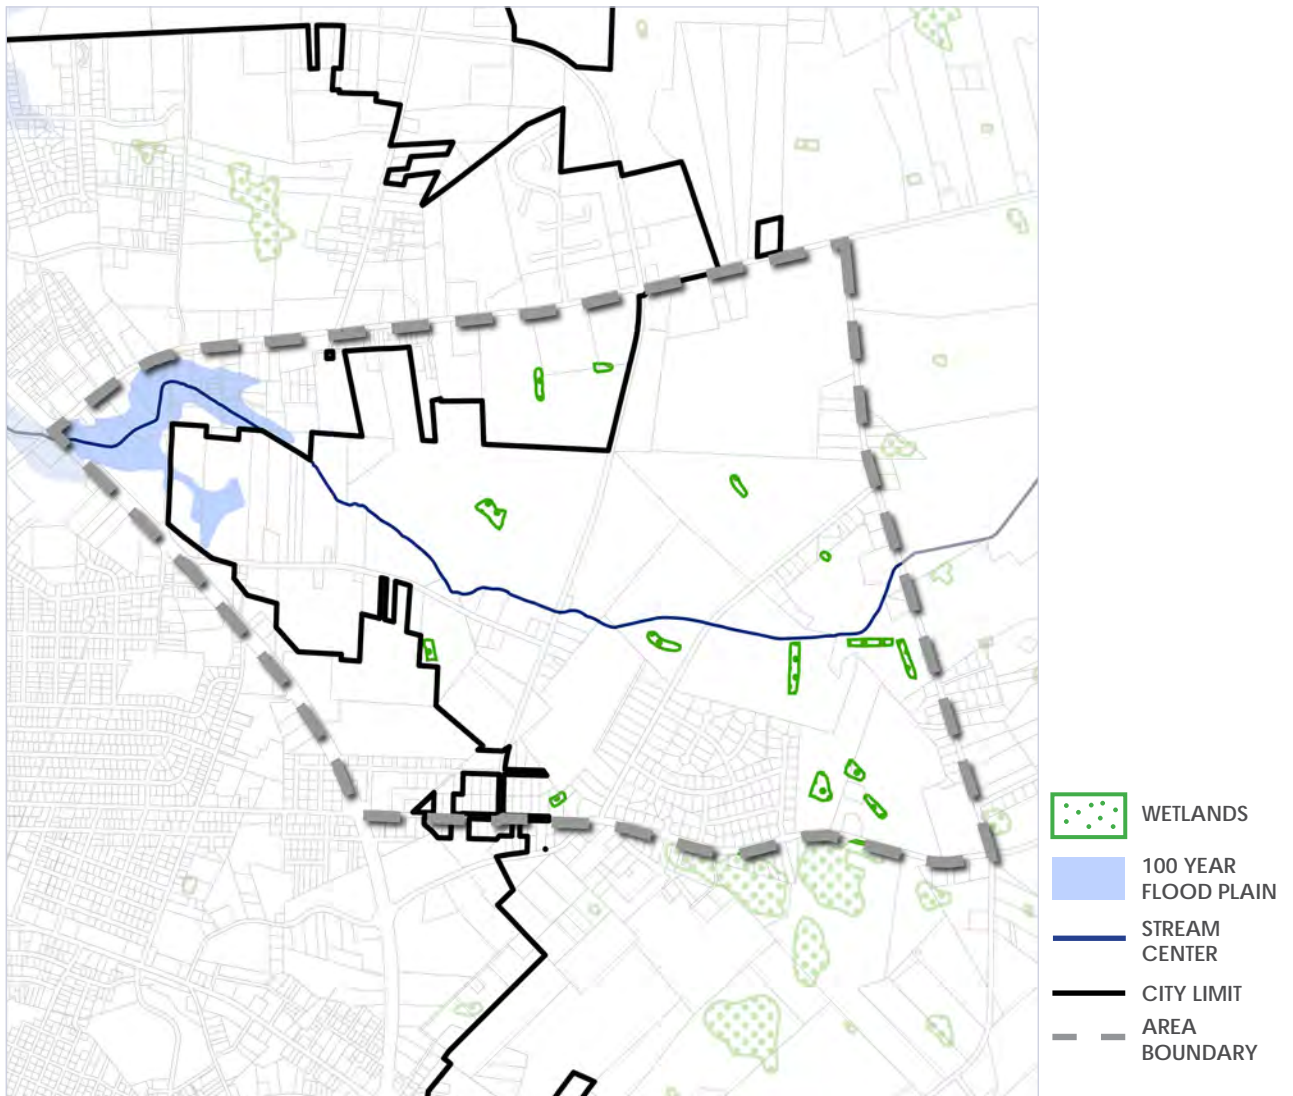 WETLANDS
100 YEAR
FLOOD PLAIN
STREAM
CENTER
CITY LIMIT
AREA
BOUNDARY